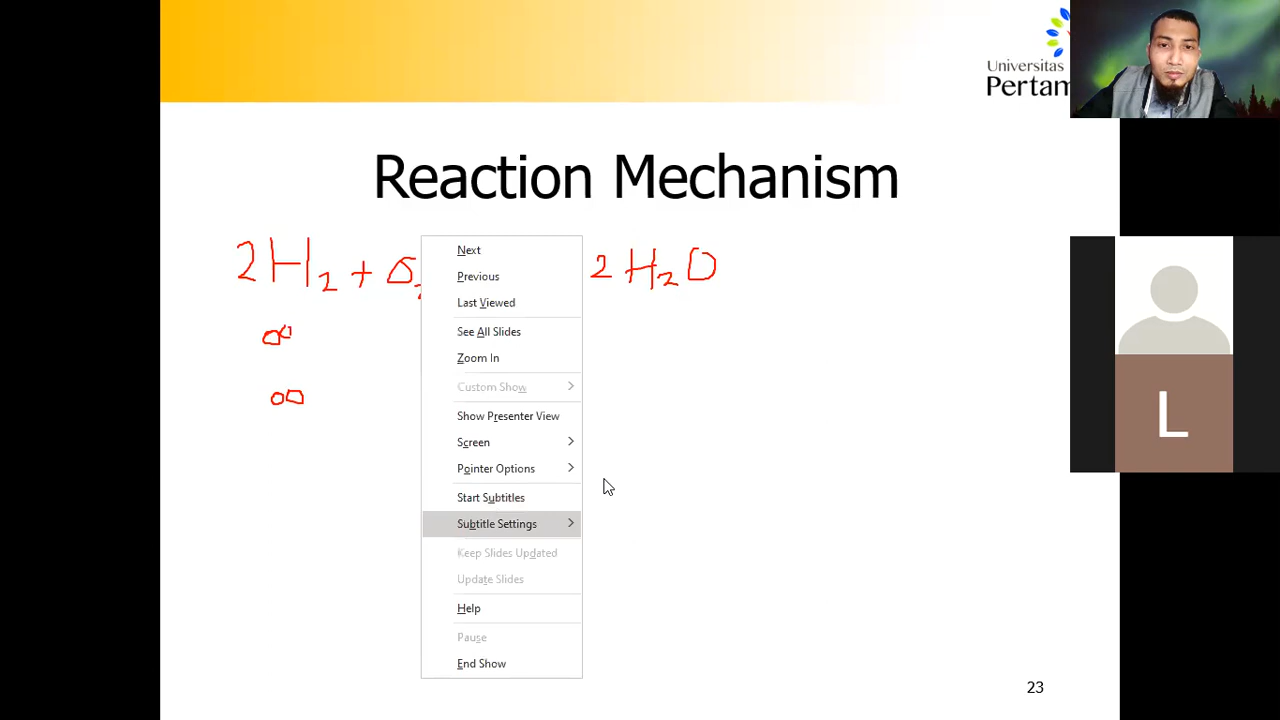 Universitas
Pertam
Reaction Mechanism
2H₂ + O₂ 2H₂O
Next
Previous
Last Viewed
See All Slides
Zoom In
Custom Show
Show Presenter View
Screen
Pointer Options
Start Subtitles
Subtitle Settings
Keep Slides Updated
Update Slides
Help
Pause
End Show
L
23